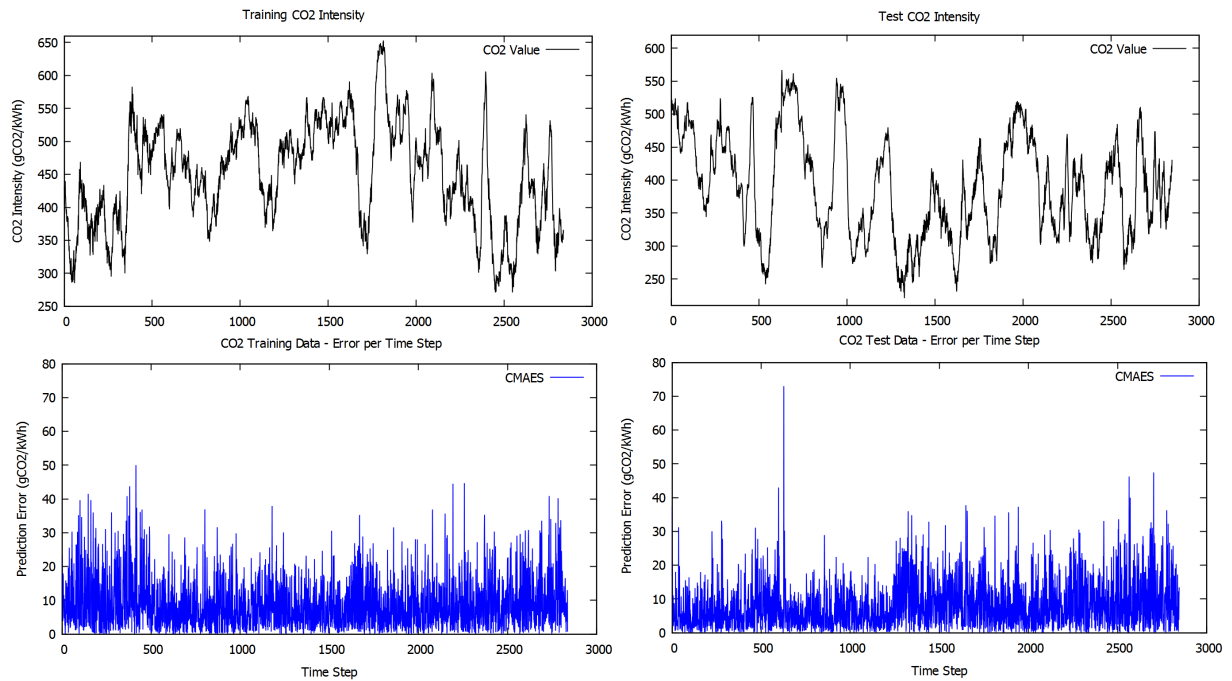 Training CO2 Intensity
CO2 Value
CO2 Intensity (gCO2/kWh)
650
600
550
500
450
400
350
300
250
0 500 1000 1500 2000 2500 3000
Test CO2 Intensity
CO2 Value
CO2 Intensity (gCO2/kWh)
600
550
500
450
400
350
300
250
0 500 1000 1500 2000 2500 3000
CO2 Training Data - Error per Time Step
CMAES
Prediction Error (gCO2/kWh)
80
70
60
50
40
30
20
10
0
0 500 1000 1500 2000 2500 3000
Time Step
CO2 Test Data - Error per Time Step
CMAES
Prediction Error (gCO2/kWh)
80
70
60
50
40
30
20
10
0
0 500 1000 1500 2000 2500 3000
Time Step